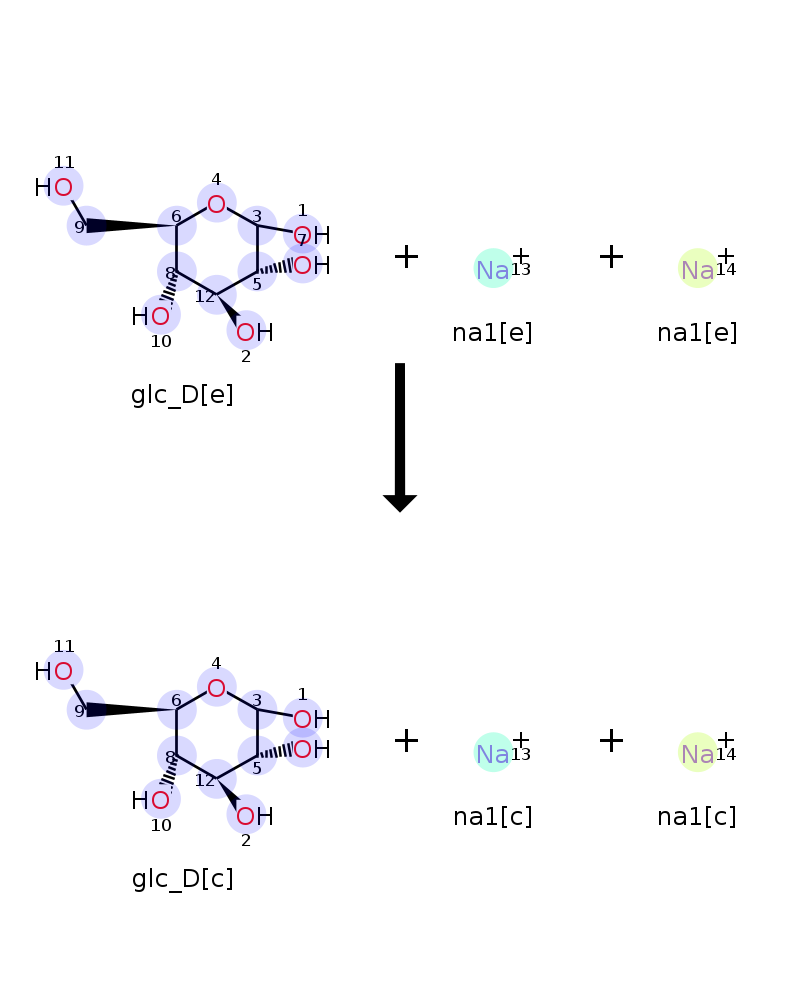 11
HO
4
O
9
6
3
1
OH
7
OH
8
12
5
HO
10
OH
2
+
Na+
13
+
Na+
14
na1[e]
na1[e]
glc_D[e]
11
HO
4
O
9
6
3
1
OH
OH
8
12
5
HO
10
OH
2
+
Na+
13
+
Na+
14
na1[c]
na1[c]
glc_D[c]